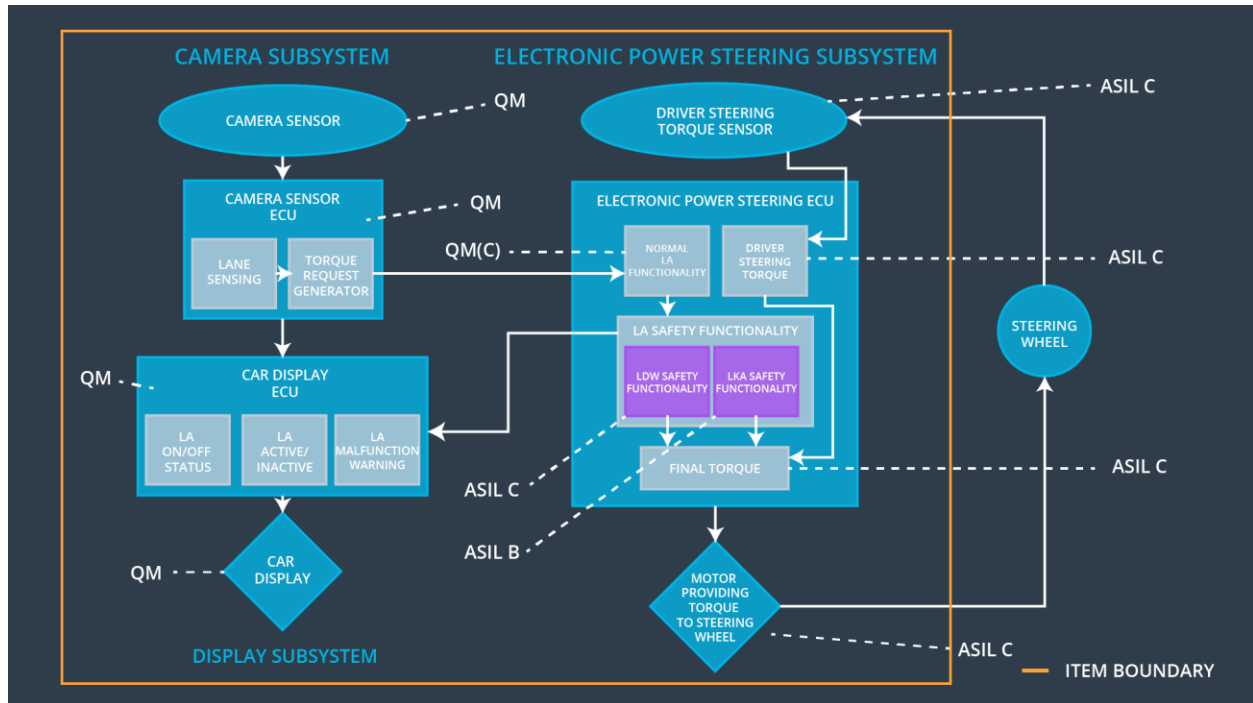 CAMERA SUBSYSTEM
ELECTRONIC POWER STEERING SUBSYSTEM
CAMERA SENSOR
QM
DRIVER STEERING
TORQUE SENSOR
ASIL C
CAMERA SENSOR
ECU
QM
LANE
SENSING
TORQUE
REQUEST
GENERATOR
QM(C)
ELECTRONIC POWER STEERING ECU
NORMAL
LA
FUNCTIONALITY
DRIVER
STEERING
TORQUE
ASIL C
LA SAFETY FUNCTIONALITY
LDW SAFETY
FUNCTIONALITY
LKA SAFETY
FUNCTIONALITY
STEERING
WHEEL
QM
CAR DISPLAY
ECU
LA
ON/OFF
STATUS
LA
ACTIVE/
INACTIVE
LA
MALFUNCTION
WARNING
FINAL TORQUE
ASIL C
ASIL C
ASIL B
QM
CAR
DISPLAY
MOTOR
PROVIDING
TORQUE
TO STEERING
WHEEL
ASIL C
DISPLAY SUBSYSTEM
ITEM BOUNDARY